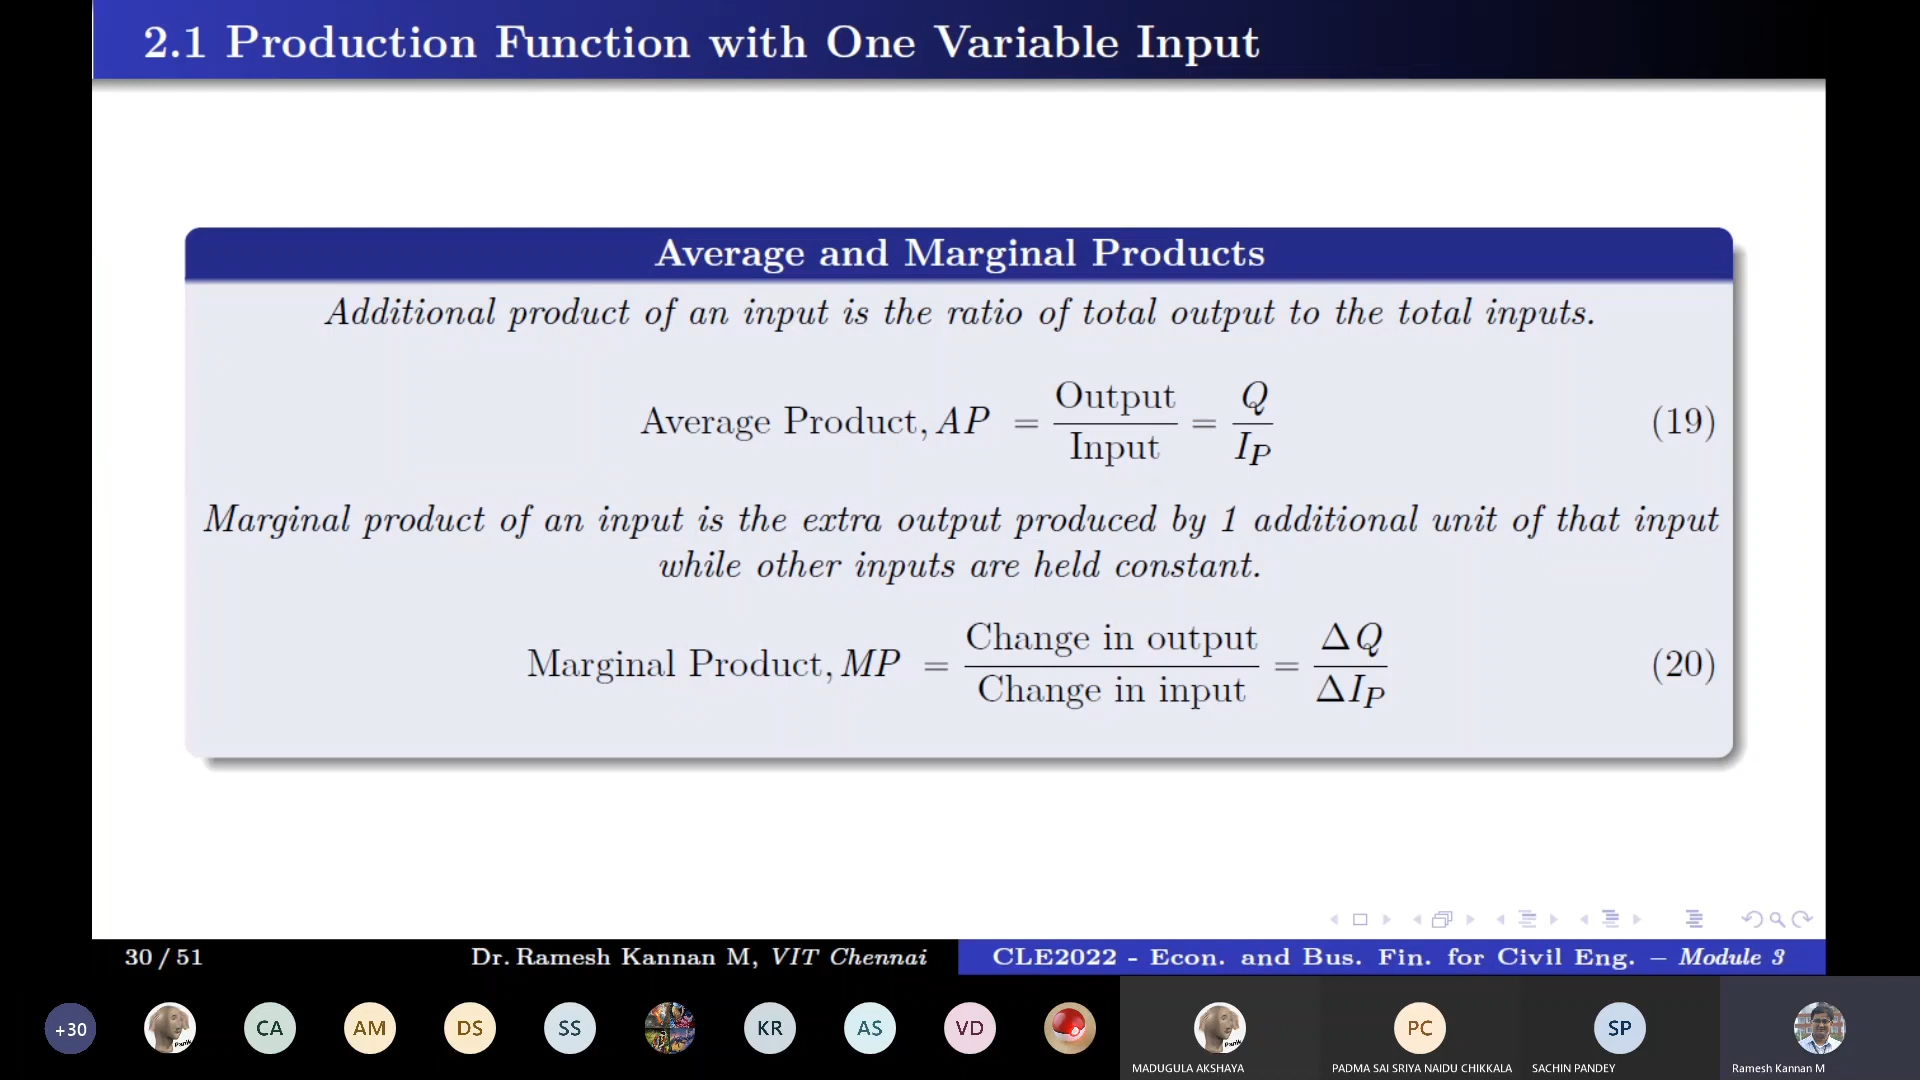 2.1 Production Function with One Variable Input
Average and Marginal Products
Additional product of an input is the ratio of total output to the total inputs.
Average Product, AP = Output/Input = Q/I_P (19)
Marginal product of an input is the extra output produced by 1 additional unit of that input
while other inputs are held constant.
Marginal Product, MP = Change in output/Change in input = ΔQ/ΔI_P (20)
30 / 51 Dr. Ramesh Kannan M, VIT Chennai CLE2022 - Econ. and Bus. Fin. for Civil Eng. – Module 3
+30 Panik CA AM DS SS KR AS VD Panik PC SP
MADUGULA AKSHAYA PADMA SAI SRIYA NAIDU CHIKKALA SACHIN PANDEY Ramesh Kannan M